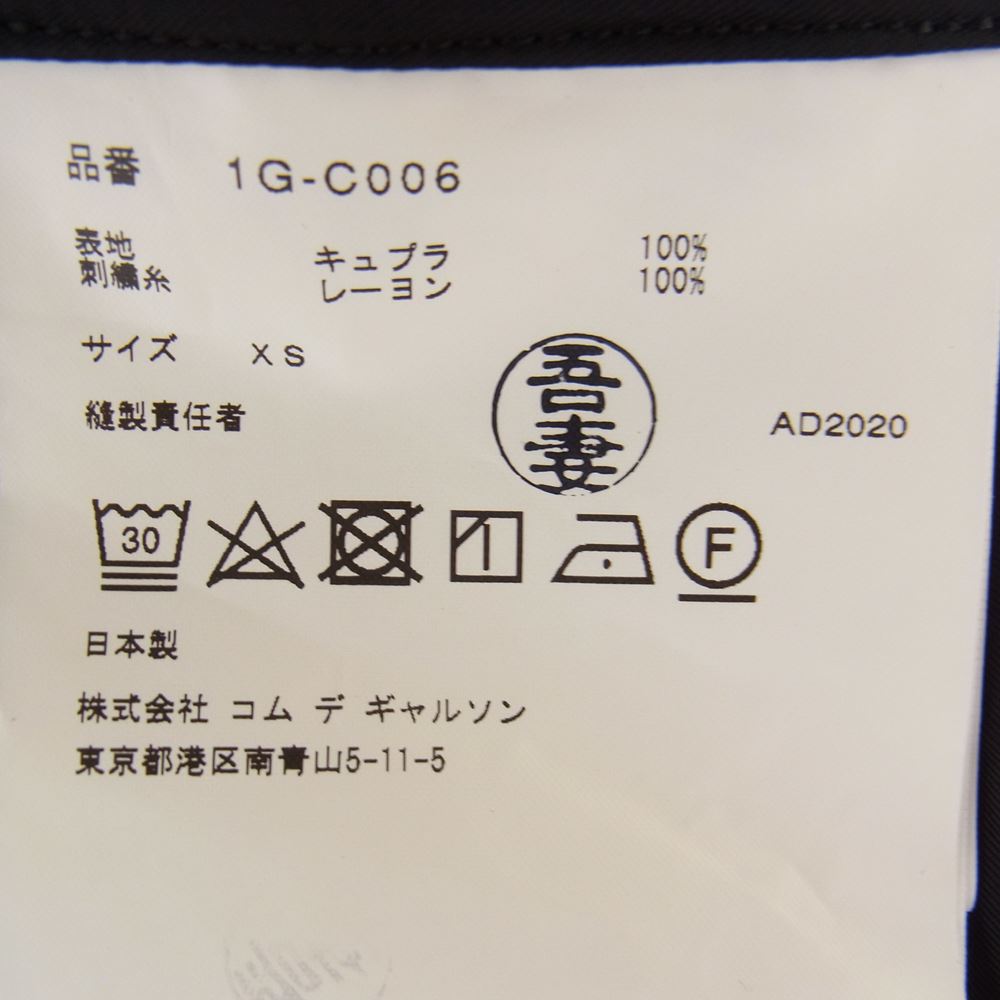 品番 1G-C006
表地 キュプラ 100%
刺繍糸 レーヨン 100%
サイズ XS
縫製責任者 吾妻 AD2020
30 F
日本製
株式会社 コム デ ギャルソン
東京都港区南青山5-11-5